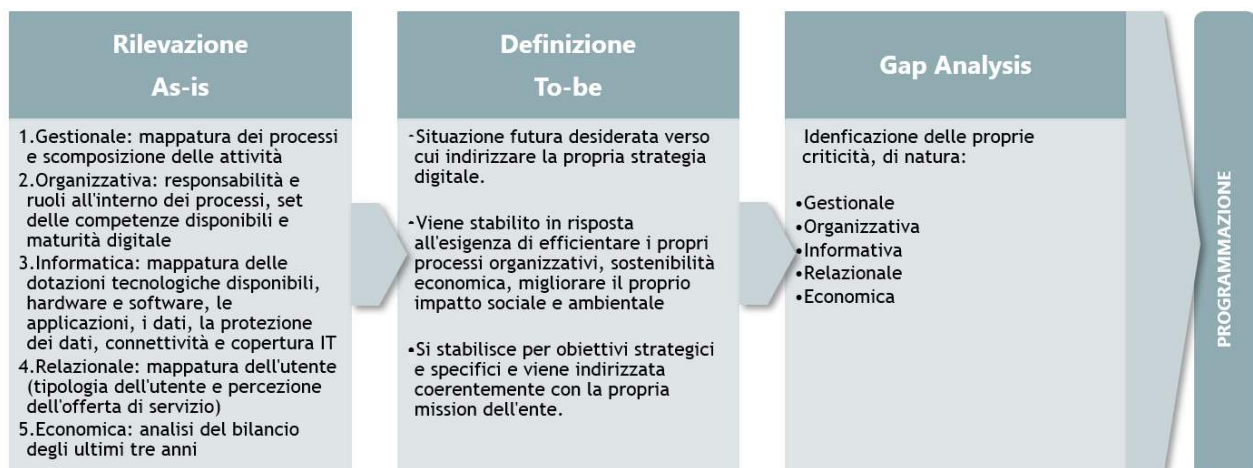 Rilevazione
As-is
1.Gestionale: mappatura dei processi
e scomposizione delle attività
2.Organizzativa: responsabilità e
ruoli all'interno dei processi, set
delle competenze disponibili e
maturità digitale
3.Informatica: mappatura delle
dotazioni tecnologiche disponibili,
hardware e software, le
applicazioni, i dati, la protezione
dei dati, connettività e copertura IT
4.Relazionale: mappatura dell'utente
(tipologia dell'utente e percezione
dell'offerta di servizio)
5.Economica: analisi del bilancio
degli ultimi tre anni
Definizione
To-be
-Situazione futura desiderata verso
cui indirizzare la propria strategia
digitale.
-Viene stabilito in risposta
all'esigenza di efficientare i propri
processi organizzativi, sostenibilità
economica, migliorare il proprio
impatto sociale e ambientale
•Si stabilisce per obiettivi strategici
e specifici e viene indirizzata
coerentemente con la propria
mission dell'ente.
Gap Analysis
Idenficazione delle proprie
criticità, di natura:
•Gestionale
•Organizzativa
•Informativa
•Relazionale
•Economica
PROGRAMMAZIONE